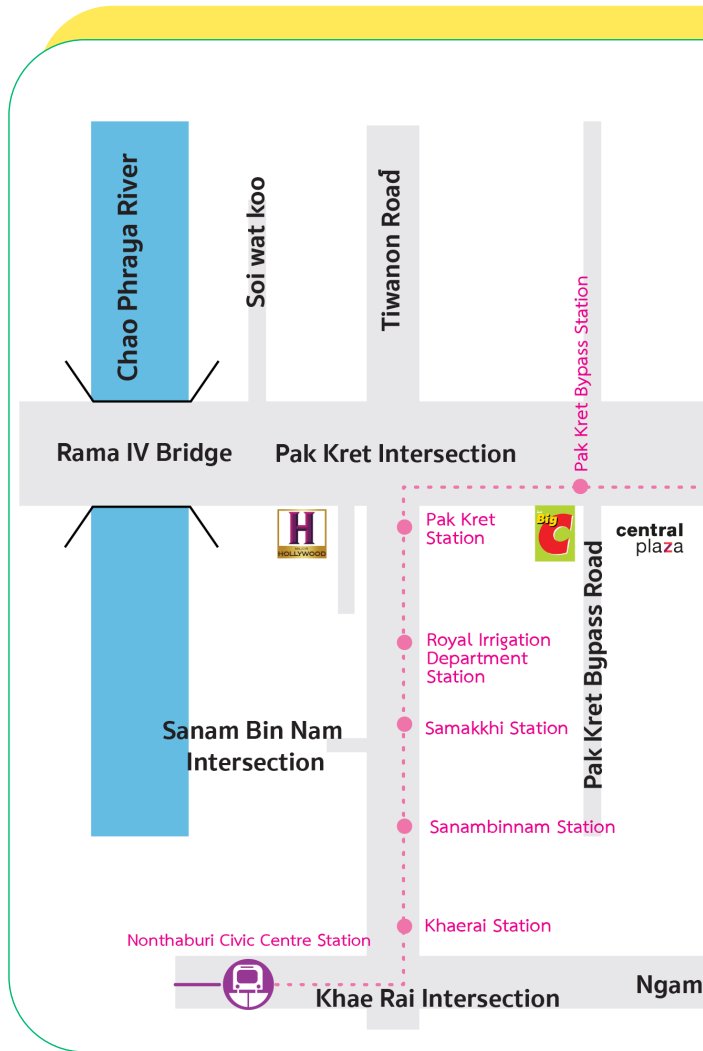 Chao Phraya River
Soi wat koo
Tiwanon Road
Pak Kret Bypass Station
Rama IV Bridge
Pak Kret Intersection
H
HOLLYWOOD
Pak Kret
Station
Big
C
central
plaza
Royal Irrigation
Department
Station
Pak Kret Bypass Road
Sanam Bin Nam
Intersection
Samakkhi Station
Sanambinnam Station
Khaerai Station
Nonthaburi Civic Centre Station
Khae Rai Intersection
Ngam